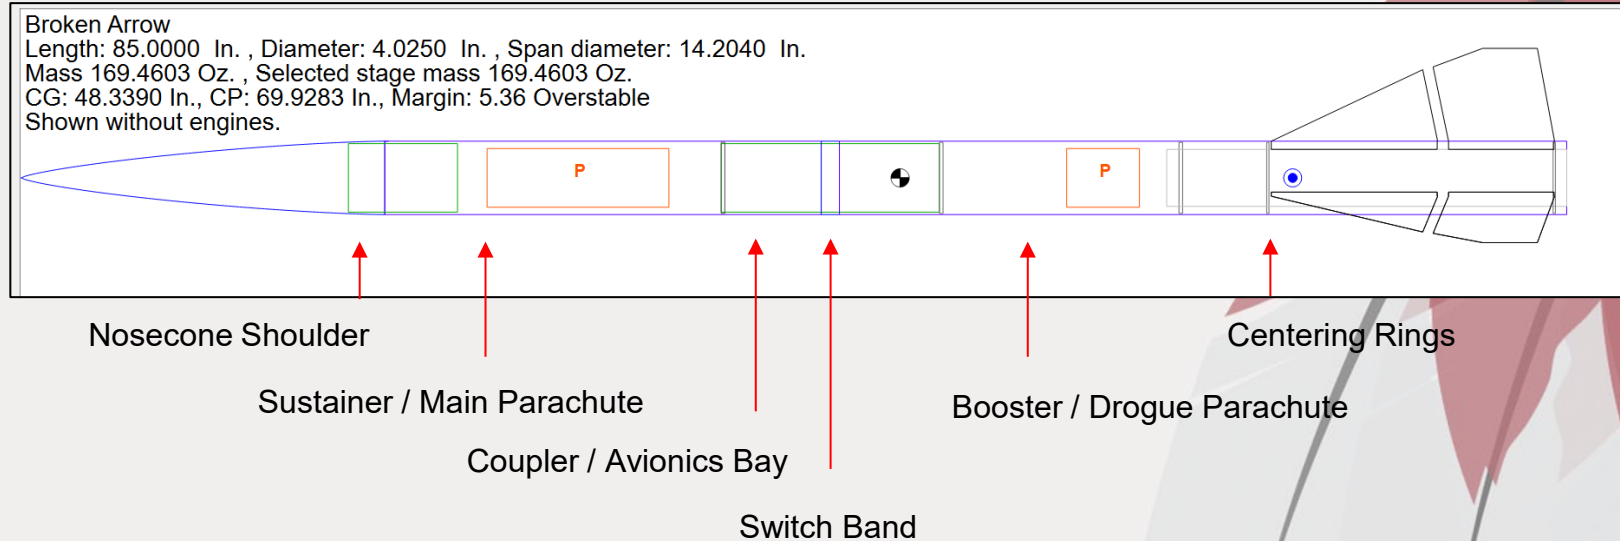 Broken Arrow
Length: 85.0000 In. , Diameter: 4.0250 In. , Span diameter: 14.2040 In.
Mass 169.4603 Oz. , Selected stage mass 169.4603 Oz.
CG: 48.3390 In., CP: 69.9283 In., Margin: 5.36 Overstable
Shown without engines.
P
P
Nosecone Shoulder
Centering Rings
Sustainer / Main Parachute
Booster / Drogue Parachute
Coupler / Avionics Bay
Switch Band